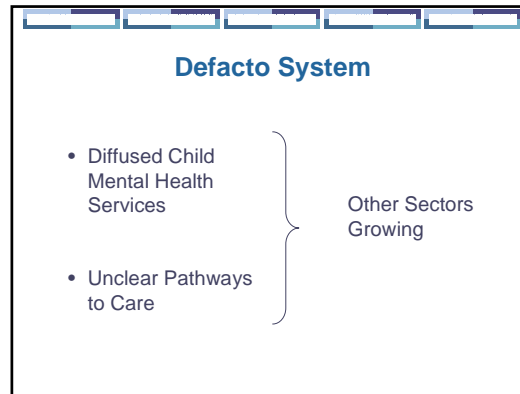 Defacto System
• Diffused Child
Mental Health
Services
• Unclear Pathways
to Care
Other Sectors
Growing